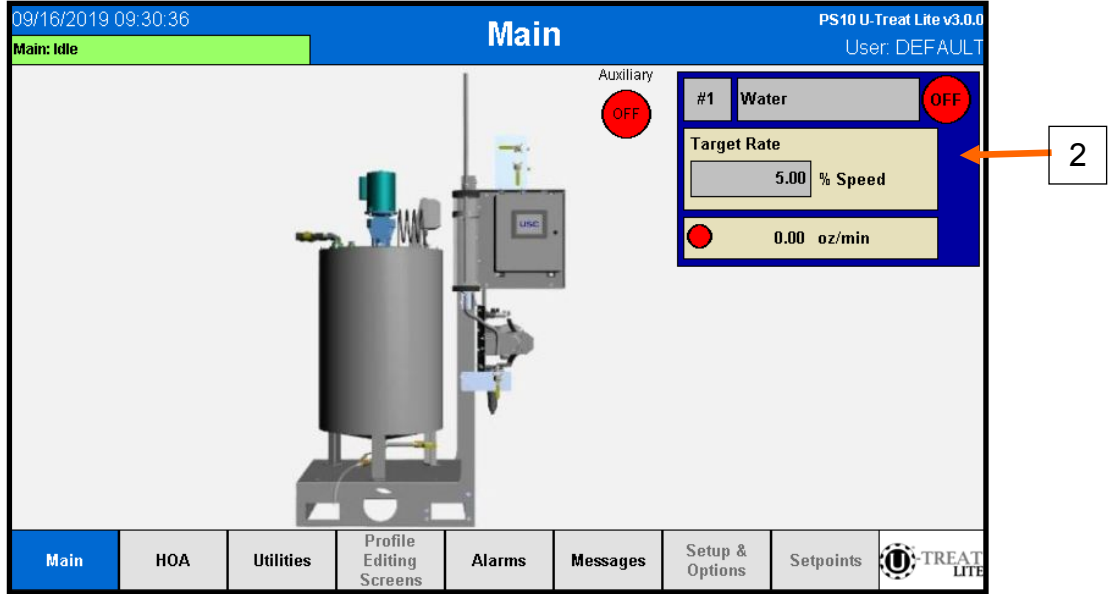 09/16/2019 09:30:36
Main
PS10 U-Treat Lite v3.0.0
Main: Idle
User: DEFAULT
Auxiliary
OFF
#1 Water OFF
Target Rate
5.00 % Speed
0.00 oz/min
2
USC
Main
HOA
Utilities
Profile
Editing
Screens
Alarms
Messages
Setup &
Options
Setpoints
U-TREAT
LITE